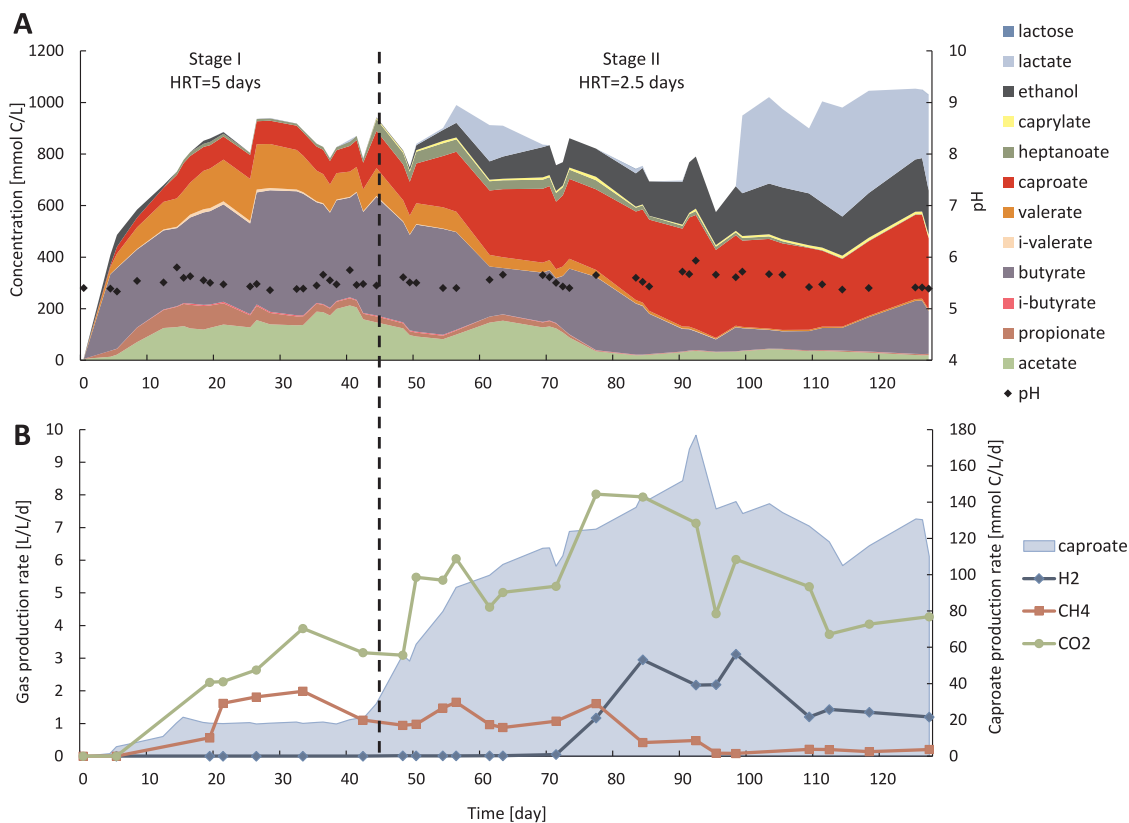 A
Stage I
HRT=5 days
Stage II
HRT=2.5 days
Concentration [mmol C/L]
1200
1000
800
600
400
200
0
pH
10
9
8
7
6
5
4
0 10 20 30 40 50 60 70 80 90 100 110 120
lactose
lactate
ethanol
caprylate
heptanoate
caproate
valerate
i-valerate
butyrate
i-butyrate
propionate
acetate
pH
B
Gas production rate [L/L/d]
10
9
8
7
6
5
4
3
2
1
0
Caproate production rate [mmol C/L/d]
180
160
140
120
100
80
60
40
20
0
0 10 20 30 40 50 60 70 80 90 100 110 120
Time [day]
caproate
H2
CH4
CO2